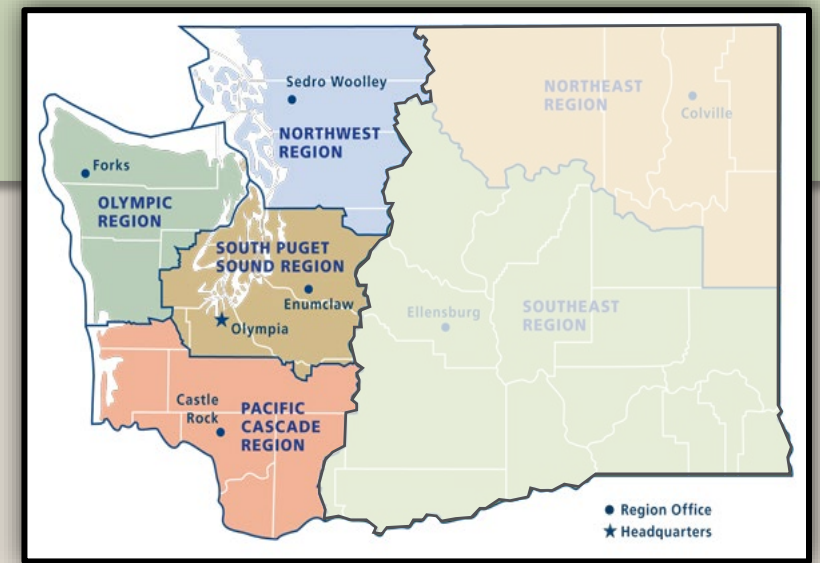 Sedro Woolley
NORTHWEST
REGION
NORTHEAST
REGION
Colville
Forks
OLYMPIC
REGION
SOUTH PUGET
SOUND REGION
Enumclaw
Olympia
Ellensburg
SOUTHEAST
REGION
Castle
Rock
PACIFIC
CASCADE
REGION
Region Office
Headquarters